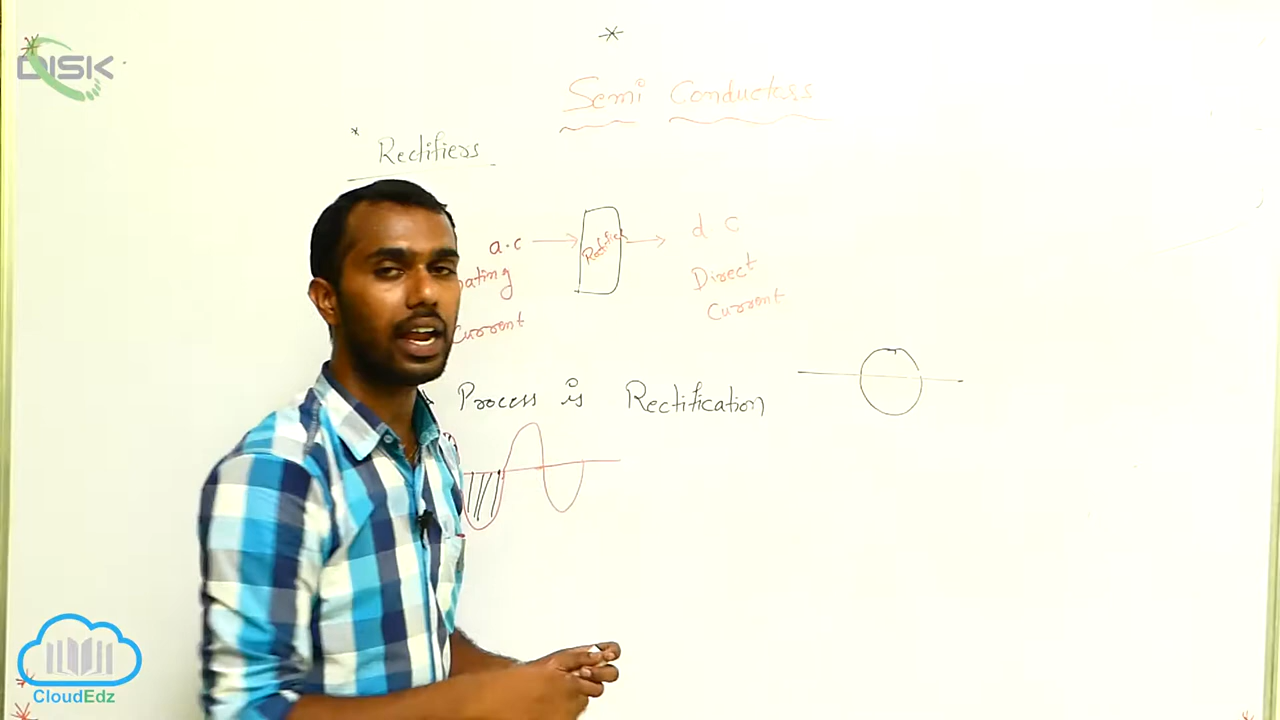 DISK
Semi Conductors
Rectifiers
a.c
Rectifier
d c
ating
Direct
Current
Current
Process is Rectification
CloudEdz